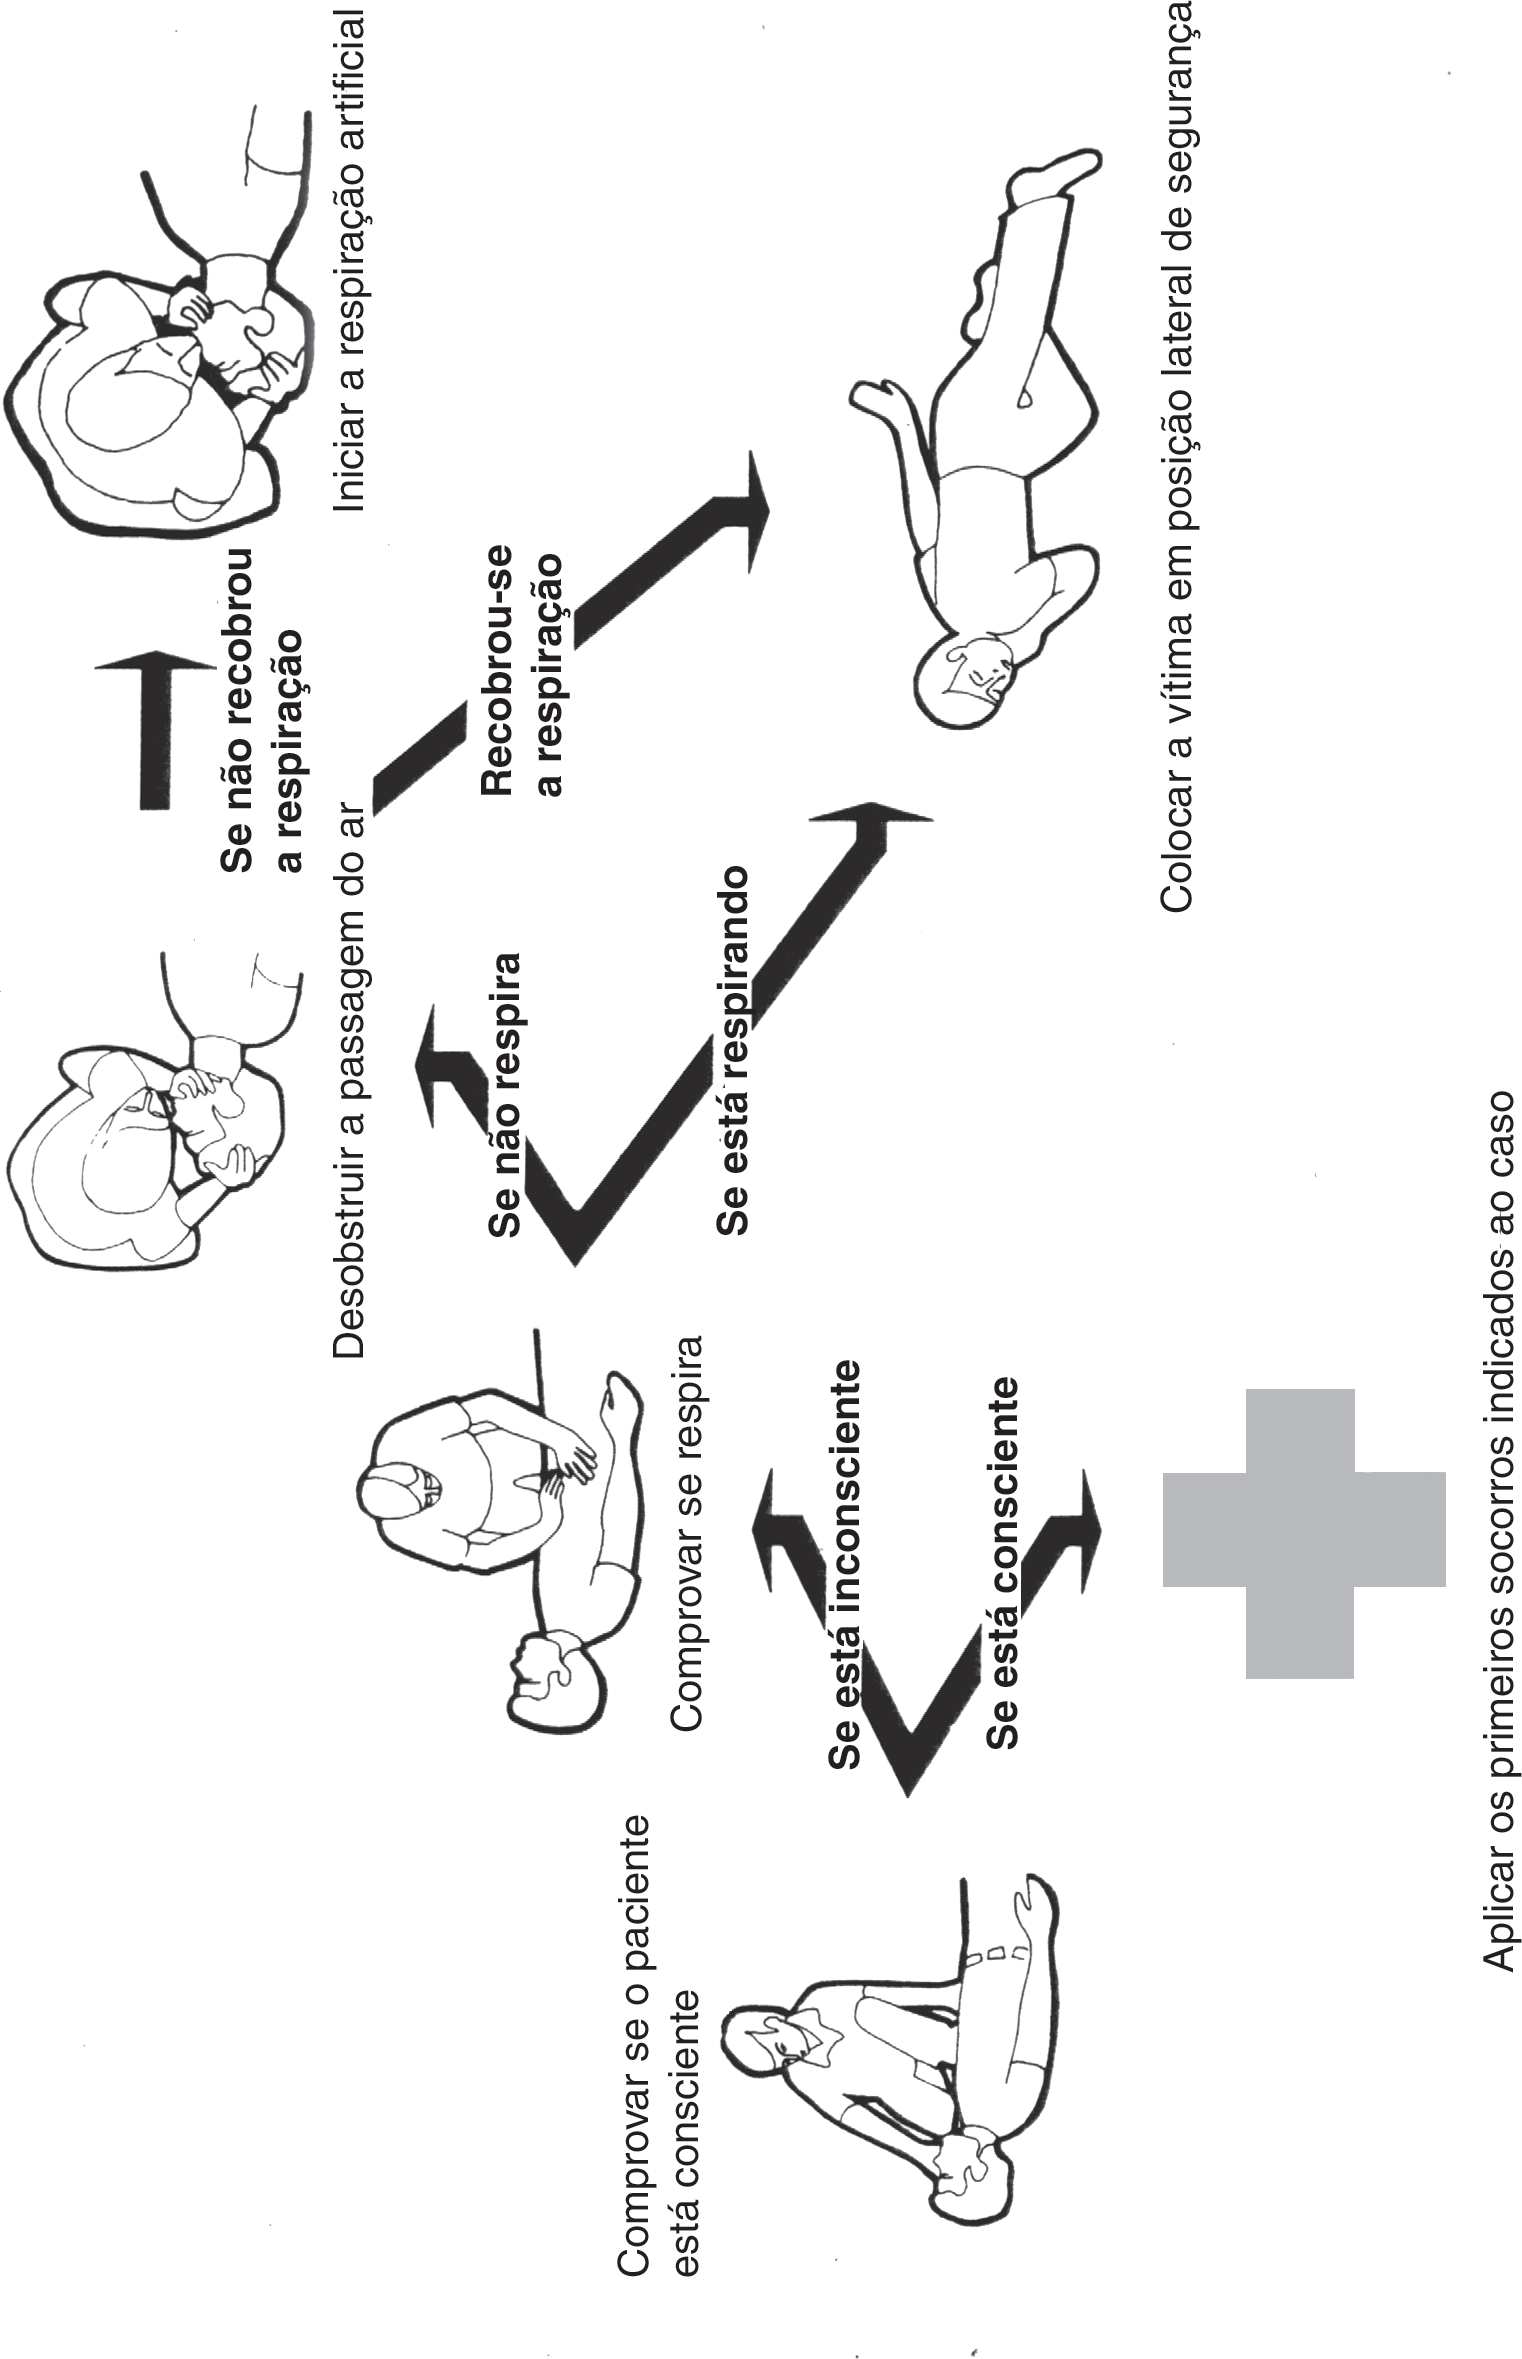 Comprovar se o paciente
está consciente
Se está inconsciente
Se está consciente
Aplicar os primeiros socorros indicados ao caso
Comprovar se respira
Se não respira
Se está respirando
Desobstruir a passagem do ar
Se não recobrou
a respiração
Recobrou-se
a respiração
Iniciar a respiração artificial
Colocar a vítima em posição lateral de segurança